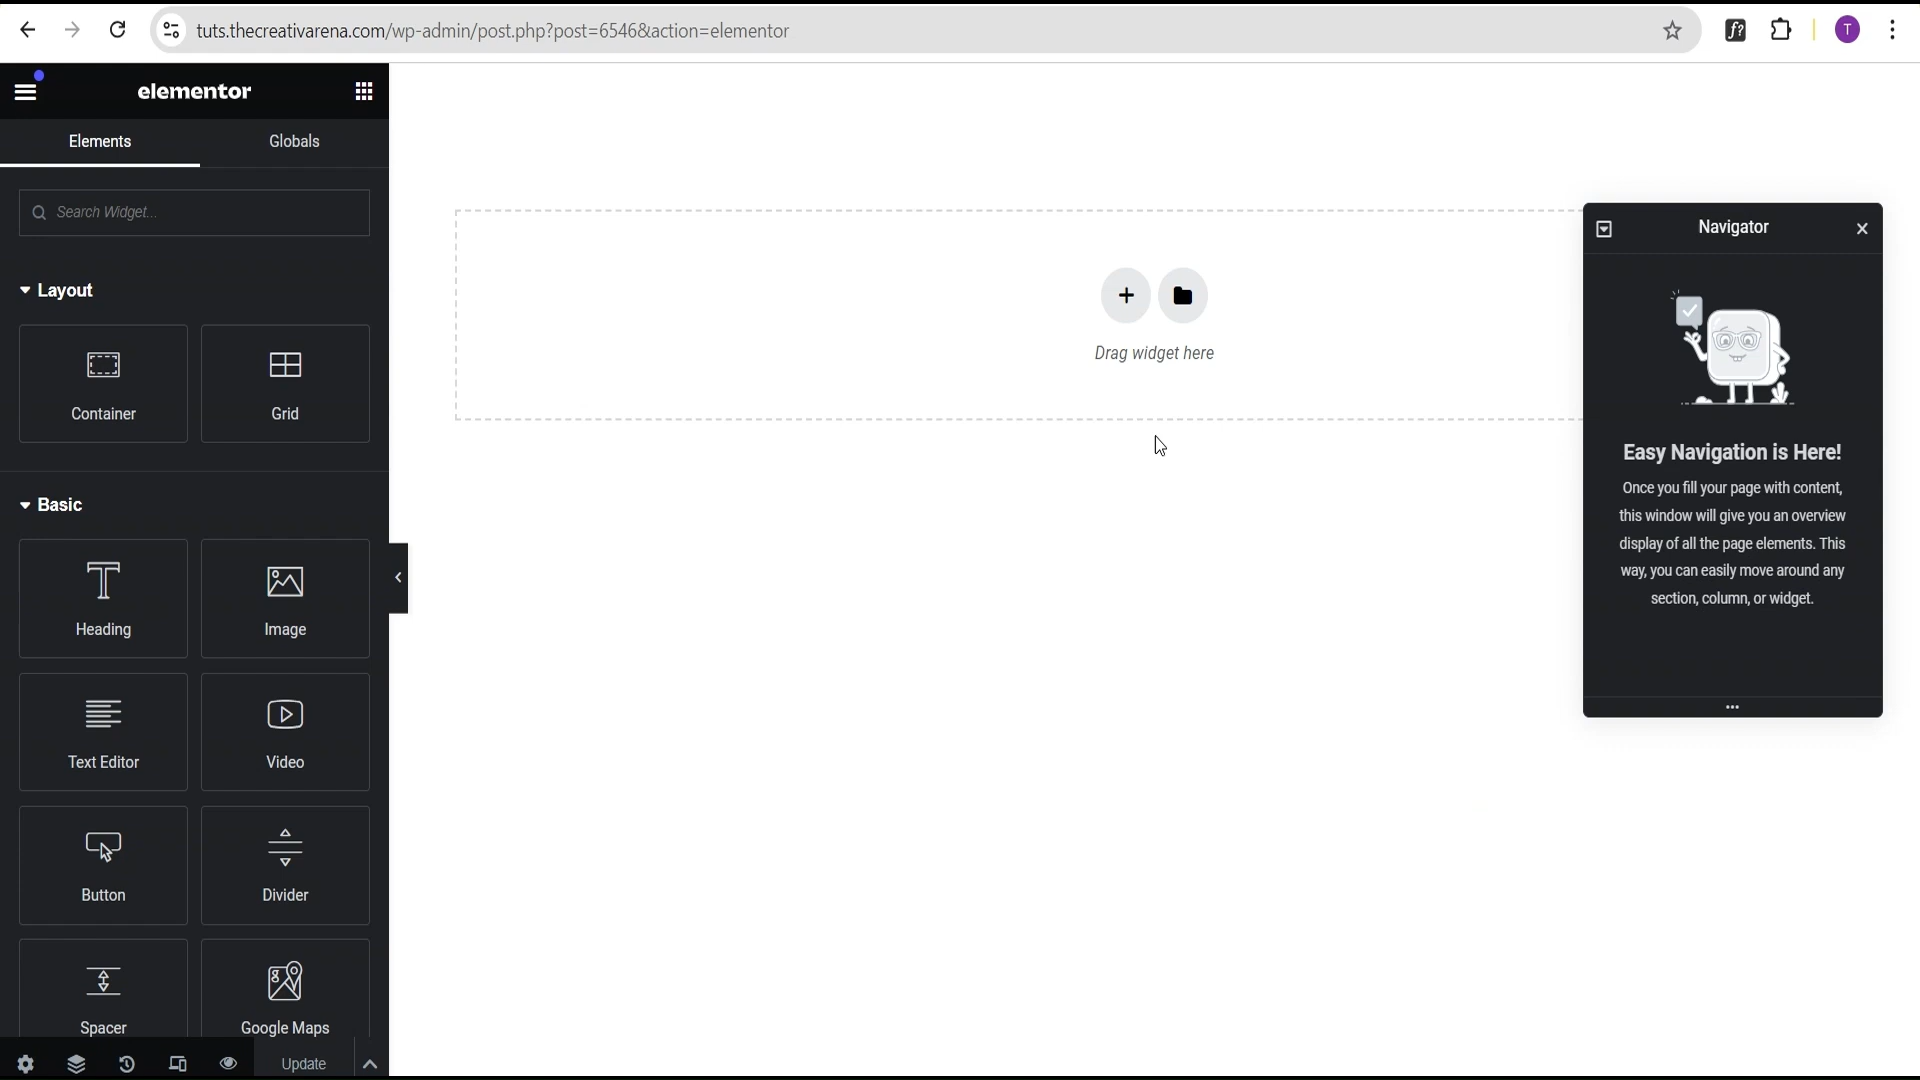 tuts.thecreativarena.com/wp-admin/post.php?post=6546&action=elementor
f?
T
elementor
Elements
Globals
Search Widget...
Layout
Container
Grid
Basic
Heading
Image
Text Editor
Video
Button
Divider
Spacer
Google Maps
Update
Drag widget here
Navigator
Easy Navigation is Here!
Once you fill your page with content,
this window will give you an overview
display of all the page elements. This
way, you can easily move around any
section, column, or widget.